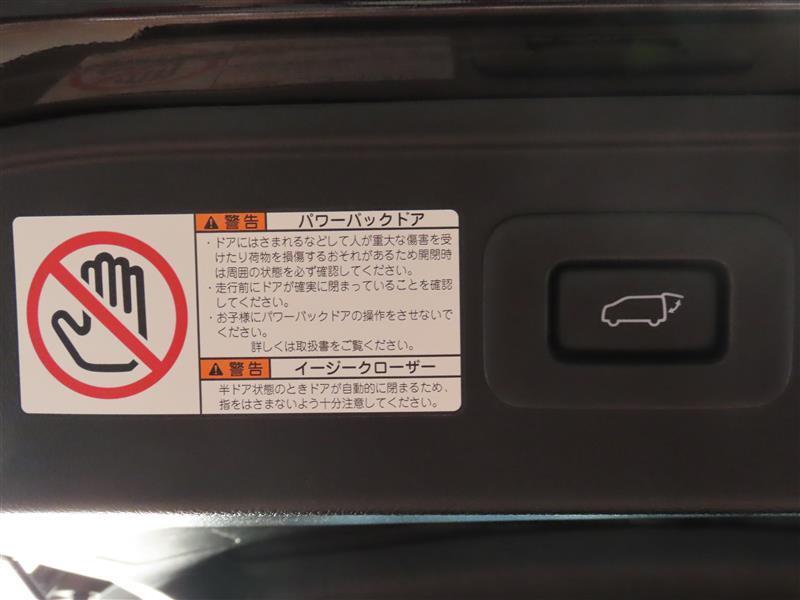 警告 パワーバックドア
・ドアにはさまれるなどして人が重大な傷害を受
けたり荷物を損傷するおそれがあるため開閉時
は周囲の状態を必ず確認してください。
・走行前にドアが確実に閉まっていることを確認
してください。
・お子様にパワーバックドアの操作をさせないで
ください。
詳しくは取扱書をご覧ください。
警告 イージークローザー
半ドア状態のときドアが自動的に閉まるため、
指をはさまないよう十分注意してください。